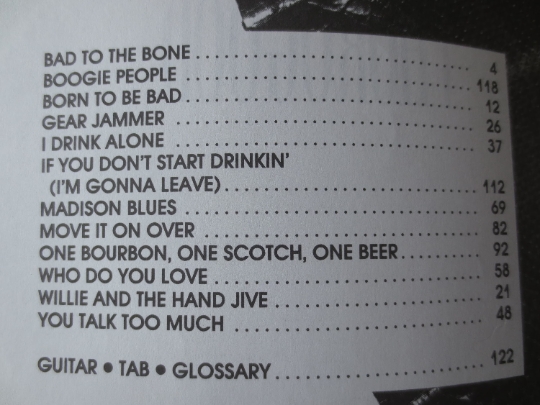 BAD TO THE BONE . . . . . . . . . . . . . . . . . . . . . . . . . . . . . . 4
BOOGIE PEOPLE . . . . . . . . . . . . . . . . . . . . . . . . . . . . . . 118
BORN TO BE BAD . . . . . . . . . . . . . . . . . . . . . . . . . . . . . . 12
GEAR JAMMER . . . . . . . . . . . . . . . . . . . . . . . . . . . . . . 26
I DRINK ALONE . . . . . . . . . . . . . . . . . . . . . . . . . . . . . . 37
IF YOU DON'T START DRINKIN'
(I'M GONNA LEAVE) . . . . . . . . . . . . . . . . . . . . . . . . . . 112
MADISON BLUES . . . . . . . . . . . . . . . . . . . . . . . . . . . . . . 69
MOVE IT ON OVER . . . . . . . . . . . . . . . . . . . . . . . . . . . . 82
ONE BOURBON, ONE SCOTCH, ONE BEER . . . . . . . . . 92
WHO DO YOU LOVE . . . . . . . . . . . . . . . . . . . . . . . . . . . 58
WILLIE AND THE HAND JIVE . . . . . . . . . . . . . . . . . . . . 21
YOU TALK TOO MUCH . . . . . . . . . . . . . . . . . . . . . . . . . 48
GUITAR • TAB • GLOSSARY . . . . . . . . . . . . . . . . . . . . . 122